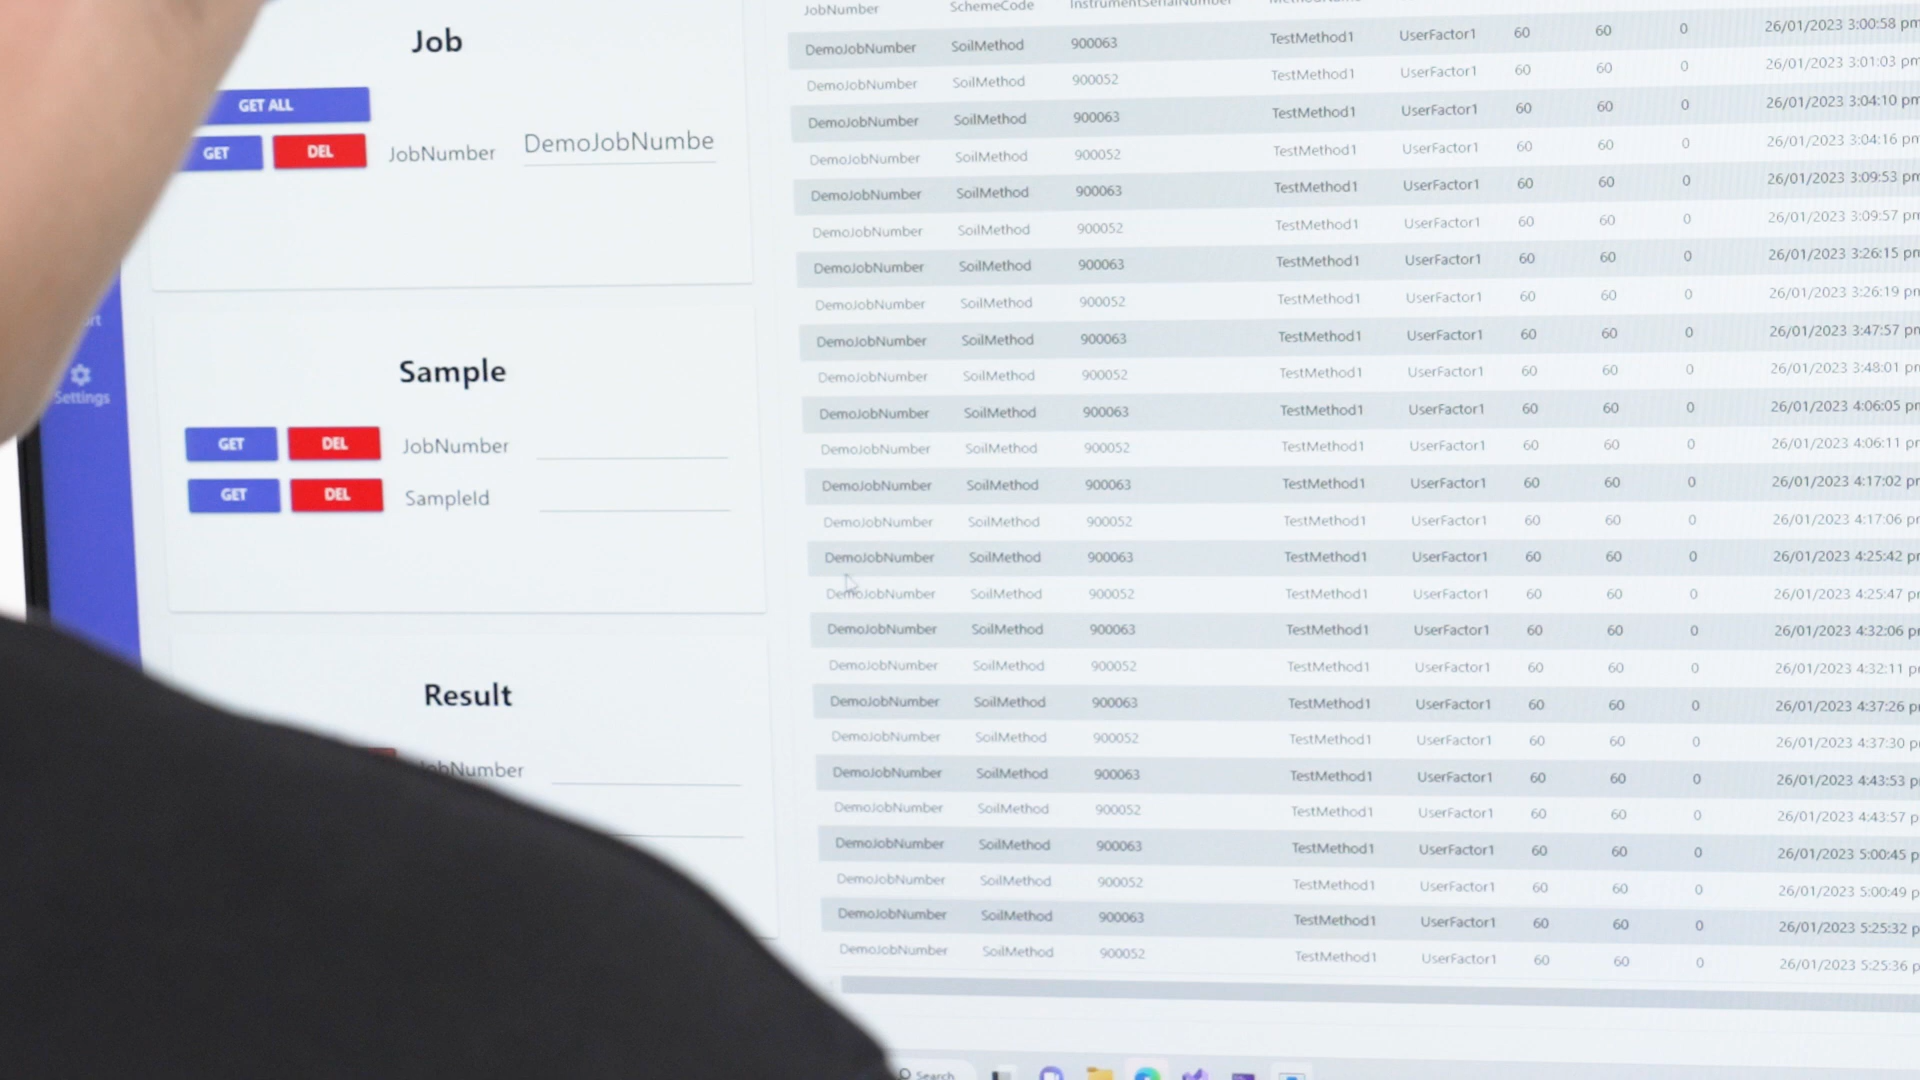 Job
GET ALL
GET DEL JobNumber DemoJobNumbe
Settings
Sample
GET DEL JobNumber
GET DEL SampleId
Result
JobNumber SchemeCode InstrumentSerialNumber
DemoJobNumber SoilMethod 900063 TestMethod1 UserFactor1 60 60 0 26/01/2023 3:00:58 pm
DemoJobNumber SoilMethod 900052 TestMethod1 UserFactor1 60 60 0 26/01/2023 3:01:03 pm
DemoJobNumber SoilMethod 900063 TestMethod1 UserFactor1 60 60 0 26/01/2023 3:04:10 pm
DemoJobNumber SoilMethod 900052 TestMethod1 UserFactor1 60 60 0 26/01/2023 3:04:16 pm
DemoJobNumber SoilMethod 900063 TestMethod1 UserFactor1 60 60 0 26/01/2023 3:09:53 pm
DemoJobNumber SoilMethod 900052 TestMethod1 UserFactor1 60 60 0 26/01/2023 3:09:57 pm
DemoJobNumber SoilMethod 900063 TestMethod1 UserFactor1 60 60 0 26/01/2023 3:26:15 pm
DemoJobNumber SoilMethod 900052 TestMethod1 UserFactor1 60 60 0 26/01/2023 3:26:19 pm
DemoJobNumber SoilMethod 900063 TestMethod1 UserFactor1 60 60 0 26/01/2023 3:47:57 pm
DemoJobNumber SoilMethod 900052 TestMethod1 UserFactor1 60 60 0 26/01/2023 3:48:01 pm
DemoJobNumber SoilMethod 900063 TestMethod1 UserFactor1 60 60 0 26/01/2023 4:06:05 pm
DemoJobNumber SoilMethod 900052 TestMethod1 UserFactor1 60 60 0 26/01/2023 4:06:11 pm
DemoJobNumber SoilMethod 900063 TestMethod1 UserFactor1 60 60 0 26/01/2023 4:17:02 pr
DemoJobNumber SoilMethod 900052 TestMethod1 UserFactor1 60 60 0 26/01/2023 4:17:06 pr
DemoJobNumber SoilMethod 900063 TestMethod1 UserFactor1 60 60 0 26/01/2023 4:25:42 pr
DemoJobNumber SoilMethod 900052 TestMethod1 UserFactor1 60 60 0 26/01/2023 4:25:47 pr
DemoJobNumber SoilMethod 900063 TestMethod1 UserFactor1 60 60 0 26/01/2023 4:32:06 pr
DemoJobNumber SoilMethod 900052 TestMethod1 UserFactor1 60 60 0 26/01/2023 4:32:11 pr
DemoJobNumber SoilMethod 900063 TestMethod1 UserFactor1 60 60 0 26/01/2023 4:37:26 p
DemoJobNumber SoilMethod 900052 TestMethod1 UserFactor1 60 60 0 26/01/2023 4:37:30 p
DemoJobNumber SoilMethod 900063 TestMethod1 UserFactor1 60 60 0 26/01/2023 4:43:53 p
DemoJobNumber SoilMethod 900052 TestMethod1 UserFactor1 60 60 0 26/01/2023 4:43:57 p
DemoJobNumber SoilMethod 900063 TestMethod1 UserFactor1 60 60 0 26/01/2023 5:00:45 p
DemoJobNumber SoilMethod 900052 TestMethod1 UserFactor1 60 60 0 26/01/2023 5:00:49 p
DemoJobNumber SoilMethod 900063 TestMethod1 UserFactor1 60 60 0 26/01/2023 5:25:32 p
DemoJobNumber SoilMethod 900052 TestMethod1 UserFactor1 60 60 0 26/01/2023 5:25:36 p
Search